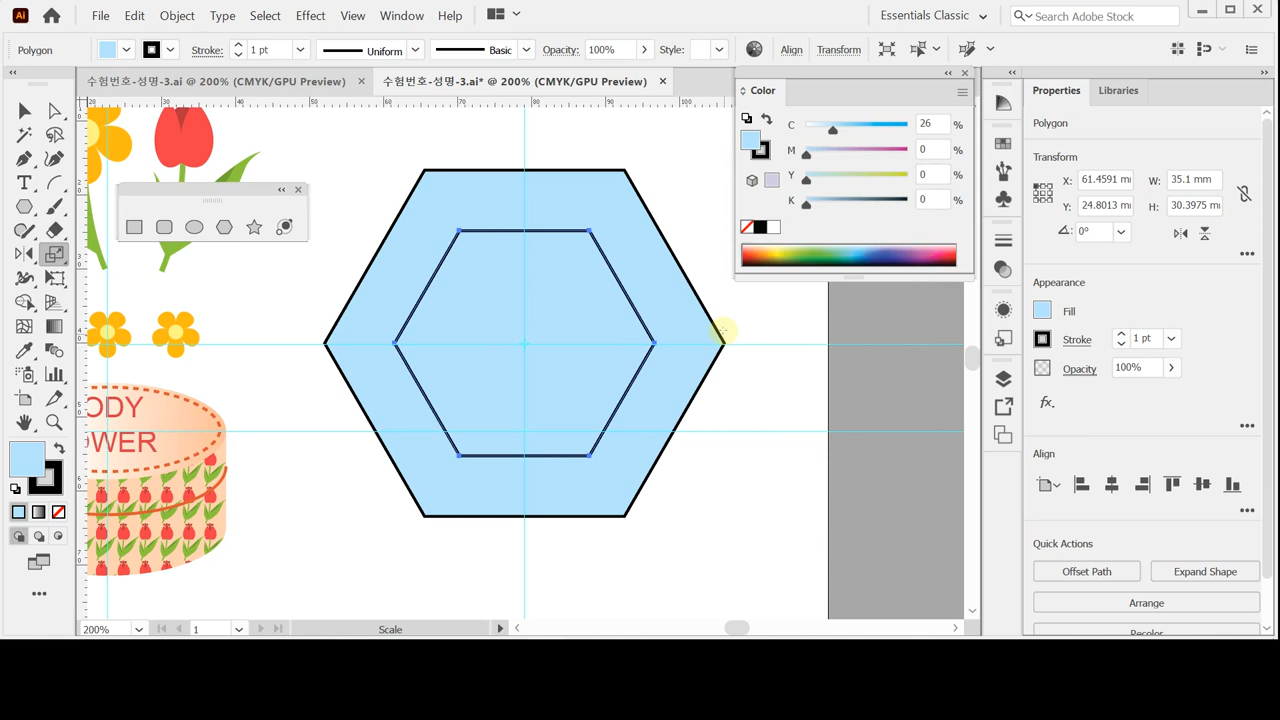 Ai File Edit Object Type Select Effect View Window Help Essentials Classic Search Adobe Stock
Polygon Stroke: 1 pt Uniform Basic Opacity: 100% Style: Align Transform
수험번호-성명-3.ai @ 200% (CMYK/GPU Preview) × 수험번호-성명-3.ai* @ 200% (CMYK/GPU Preview) ×
Color
C 26 %
M 0 %
Y 0 %
K 0 %
Properties Libraries
Polygon
Transform
X: 61.4591 mm W: 35.1 mm
Y: 24.8013 mm H: 30.3975 mm
0°
Appearance
Fill
Stroke 1 pt
Opacity 100%
fx
Align
Quick Actions
Offset Path Expand Shape
Arrange
Recolor
ODY
WER
200% 1 Scale